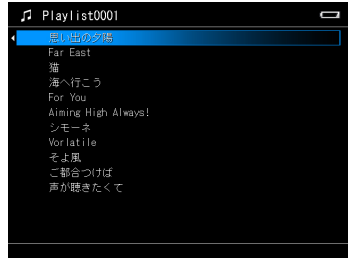 Playlist0001
思い出の夕陽
Far East
猫
海へ行こう
For You
Aiming High Always!
シモーネ
Vorlatile
そよ風
ご都合つけば
声が聴きたくて